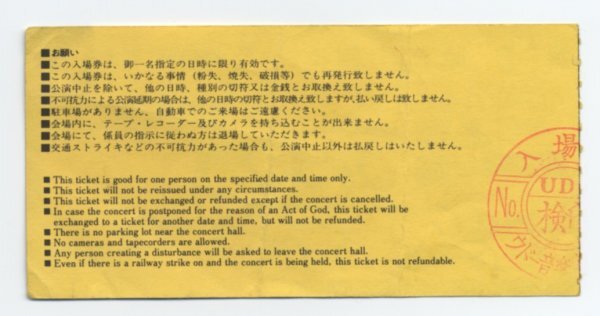 ■お願い
■この入場券は、御一名指定の日時に限り有効です。
■この入場券は、いかなる事情（粉失、焼失、破損等）でも再発行致しません。
■公演中止を除いて、他の日時、種別の切符又は金銭とお取換え致しません。
■不可抗力による公演延期の場合は、他の日時の切符とお取換え致しますが、払い戻しは致しません。
■駐車場がありません、自動車でのご来場はご遠慮ください。
■会場内に、テープ・レコーダー及びカメラを持ち込むことが出来ません。
■会場にて、係員の指示に従わぬ方は退場していただきます。
■交通ストライキなどの不可抗力があった場合も、公演中止以外は払戻しはいたしません。
■ This ticket is good for one person on the specified date and time only.
■ This ticket will not be reissued under any circumstances.
■ This ticket will not be exchanged or refunded except if the concert is cancelled.
■ In case the concert is postponed for the reason of an Act of God, this ticket will be
exchanged to a ticket for another date and time, but will not be refunded.
■ There is no parking lot near the concert hall.
■ No cameras and tapecorders are allowed.
■ Any person creating a disturbance will be asked to leave the concert hall.
■ Even if there is a railway strike on and the concert is being held, this ticket is not refundable.
入場
UD
No.
検